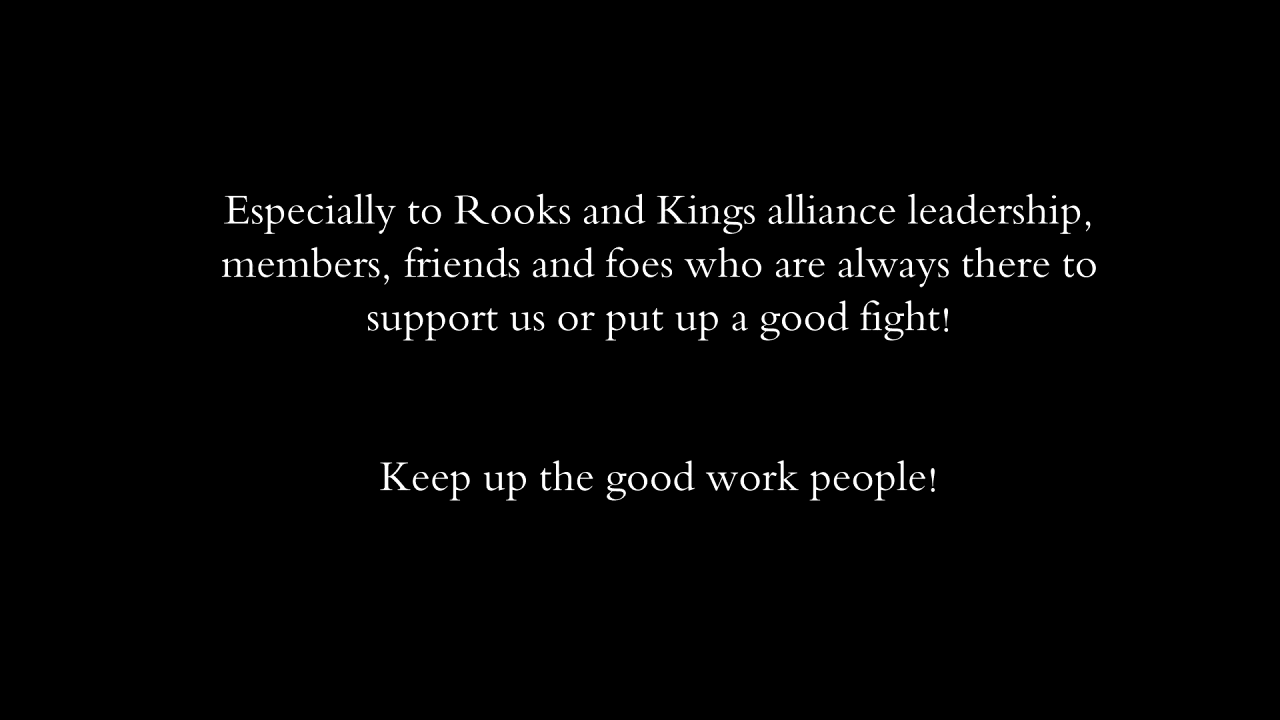 Especially to Rooks and Kings alliance leadership,
members, friends and foes who are always there to
support us or put up a good fight!
Keep up the good work people!